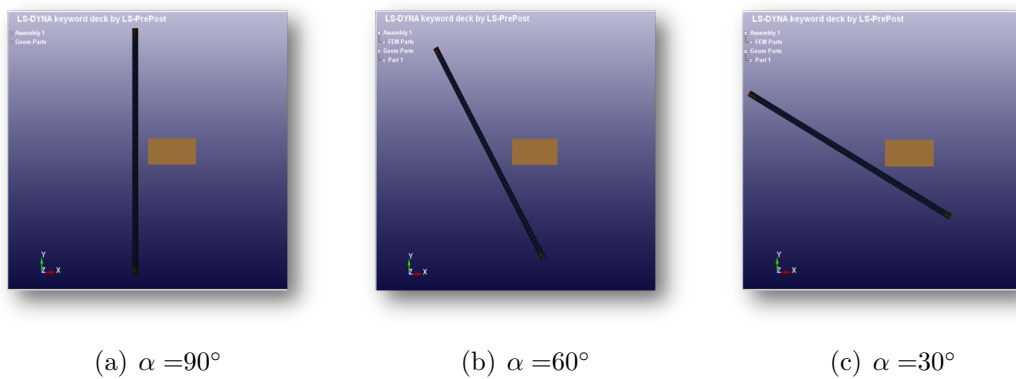 LS-DYNA keyword deck by LS-PrePost
Assembly 1
Geom Parts
Y
Z X
(a) α =90°
LS-DYNA keyword deck by LS-PrePost
Assembly 1
FEM Parts
Geom Parts
Part 1
Y
Z X
(b) α =60°
LS-DYNA keyword deck by LS-PrePost
Assembly 1
FEM Parts
Geom Parts
Part 1
Y
Z X
(c) α =30°